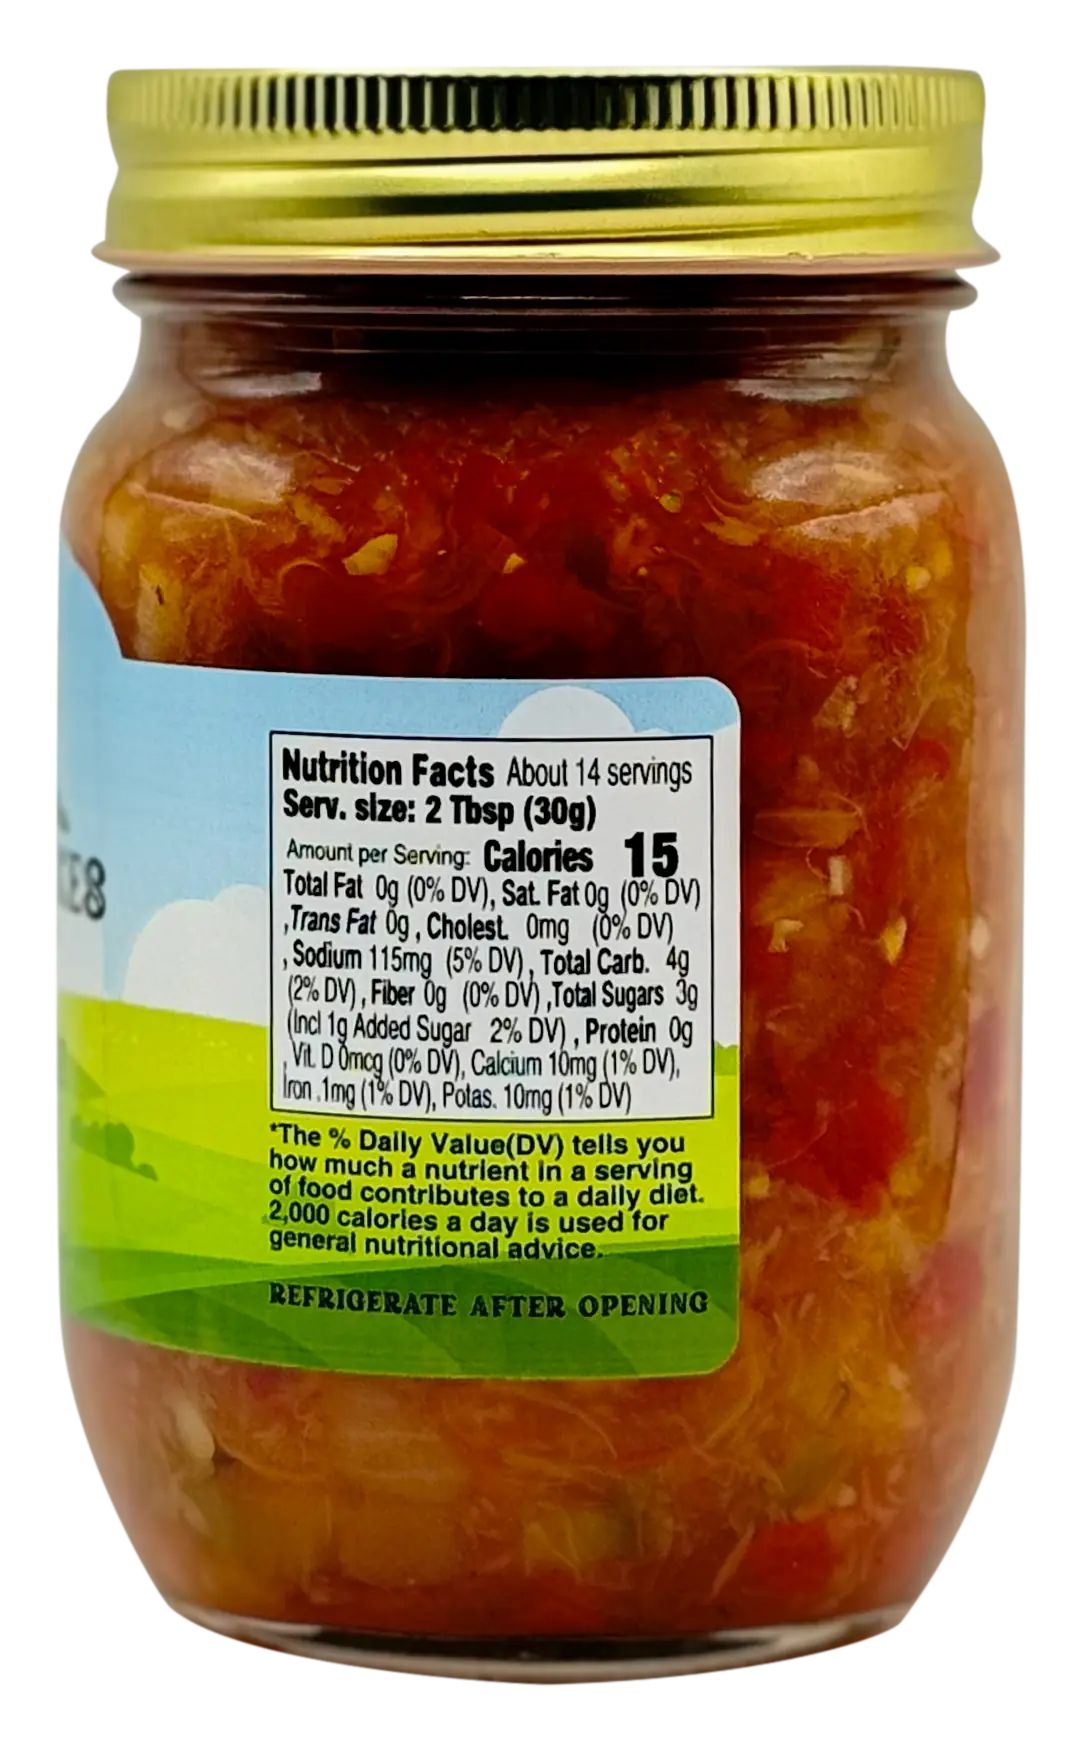 Nutrition Facts About 14 servings
Serv. size: 2 Tbsp (30g)
Amount per Serving: Calories 15
Total Fat 0g (0% DV), Sat. Fat 0g (0% DV)
,Trans Fat 0g , Cholest. 0mg (0% DV)
, Sodium 115mg (5% DV) , Total Carb. 4g
(2% DV) , Fiber 0g (0% DV) ,Total Sugars 3g
(Incl 1g Added Sugar 2% DV) , Protein 0g
, Vit. D 0mcg (0% DV), Calcium 10mg (1% DV),
Iron .1mg (1% DV), Potas. 10mg (1% DV)
*The % Daily Value(DV) tells you
how much a nutrient in a serving
of food contributes to a daily diet.
2,000 calories a day is used for
general nutritional advice.
REFRIGERATE AFTER OPENING